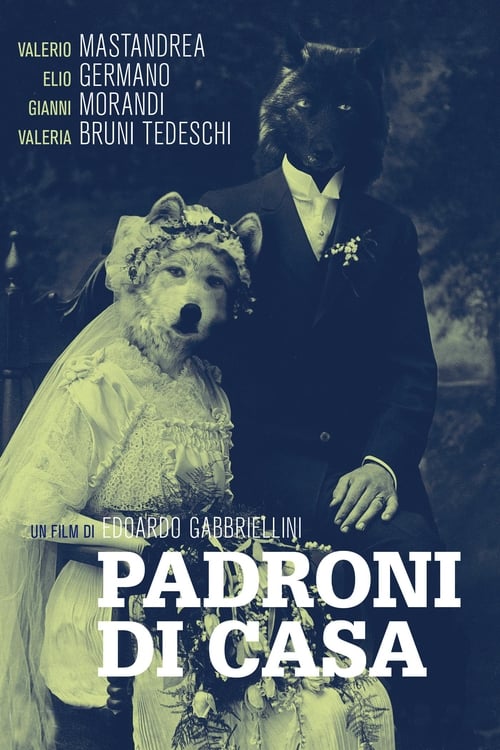 VALERIO MASTANDREA
ELIO GERMANO
GIANNI MORANDI
VALERIA BRUNI TEDESCHI
UN FILM DI EDOARDO GABBRIELLINI
PADRONI
DI CASA